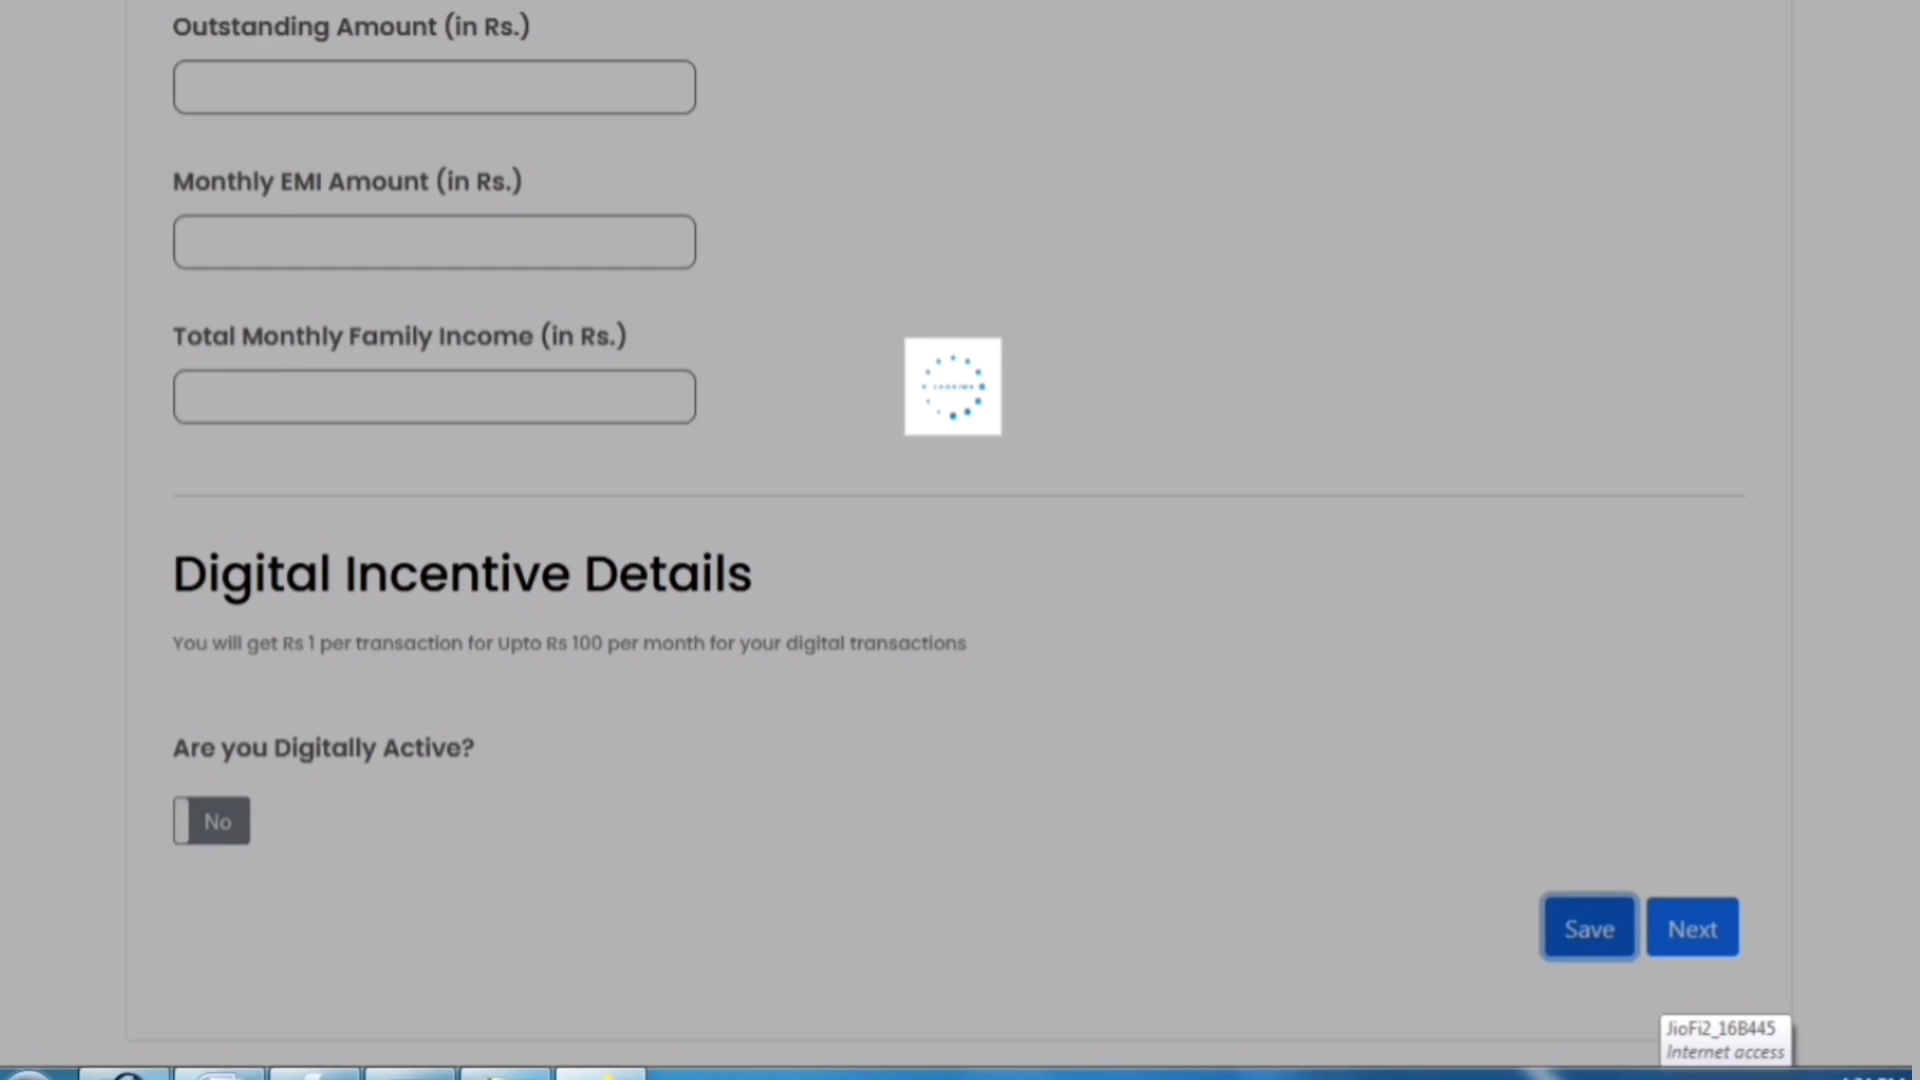 Outstanding Amount (in Rs.)
Monthly EMI Amount (in Rs.)
Total Monthly Family Income (in Rs.)
LOADING
Digital Incentive Details
You will get Rs 1 per transaction for Upto Rs 100 per month for your digital transactions
Are you Digitally Active?
No
Save
Next
JioFi2_16B445
Internet access